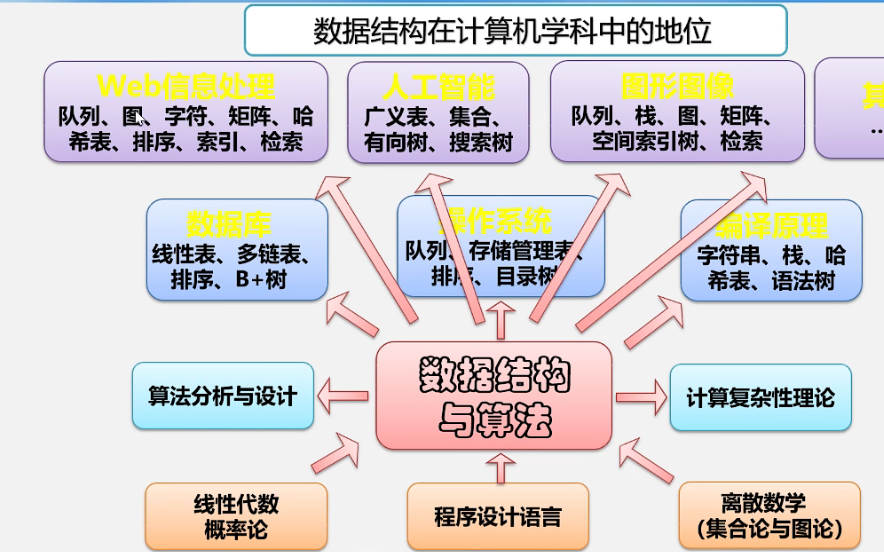 数据结构在计算机学科中的地位
Web信息处理
队列、图、字符、矩阵、哈
希表、排序、索引、检索
人工智能
广义表、集合、
有向树、搜索树
图形图像
队列、栈、图、矩阵、
空间索引树、检索
数据库
线性表、多链表、
排序、B+树
操作系统
队列、存储管理表、
排序、目录树
编译原理
字符串、栈、哈
希表、语法树
算法分析与设计
数据结构
与算法
计算复杂性理论
线性代数
概率论
程序设计语言
离散数学
（集合论与图论）